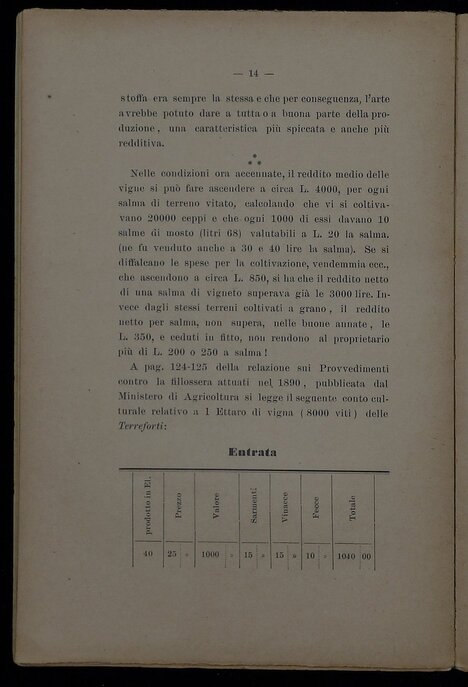 — 14 —
stoffa era sempre la stessa e che per conseguenza, l'arte
avrebbe potuto dare a tutta o a buona parte della pro-
duzione, una caratteristica più spiccata e anche più
redditiva.
⁂
Nelle condizioni ora accennate, il reddito medio delle
vigne si può fare ascendere a circa L. 4000, per ogni
salma di terreno vitato, calcolando che vi si coltiva-
vano 20000 ceppi e che ogni 1000 di essi davano 10
salme di mosto (litri 68) valutabili a L. 20 la salma.
(ne fu venduto anche a 30 e 40 lire la salma). Se si
diffalcano le spese per la coltivazione, vendemmia ecc.,
che ascendono a circa L. 850, si ha che il reddito netto
di una salma di vigneto superava già le 3000 lire. In-
vece dagli stessi terreni coltivati a grano, il reddito
netto per salma, non supera, nelle buone annate, le
L. 350, e ceduti in fitto, non rendono al proprietario
più di L. 200 o 250 a salma!
A pag. 124-125 della relazione sui Provvedimenti
contro la fillossera attuati nel 1890, pubblicata dal
Ministero di Agricoltura si legge il seguente conto cul-
turale relativo a 1 Ettaro di vigna (8000 viti) delle
Terreforti:
Entrata
prodotto in El. Prezzo Valore Sarmenti Vinacce Fecce Totale
40 25 » 1000 » 15 » 15 » 10 » 1040 00